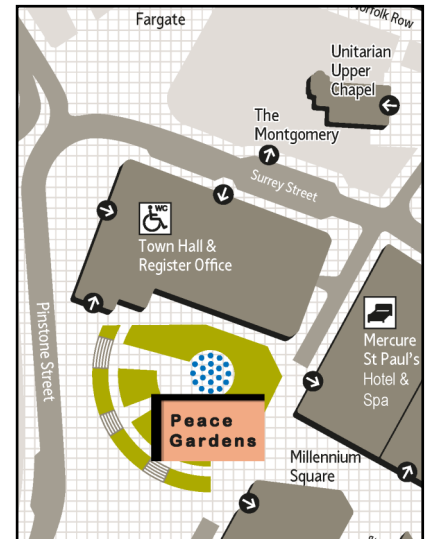 Fargate
Norfolk Row
Unitarian
Upper
Chapel
The
Montgomery
Surrey Street
WC
Town Hall &
Register Office
Pinstone Street
Mercure
St Paul's
Hotel &
Spa
Peace
Gardens
Millennium
Square